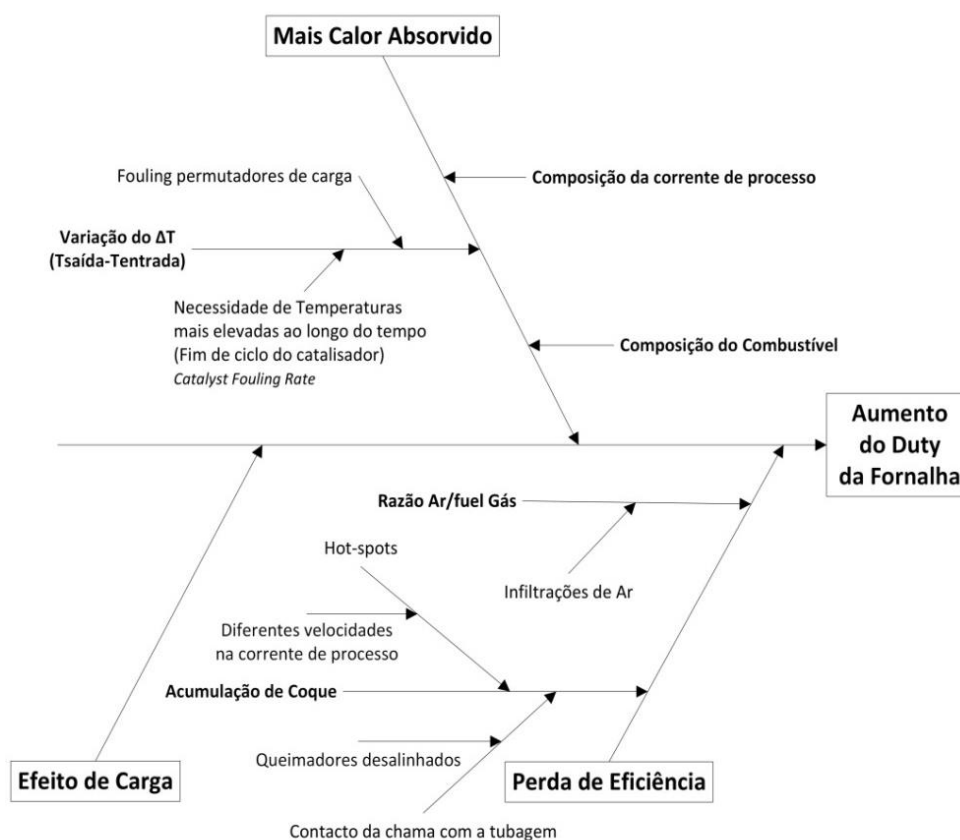 Mais Calor Absorvido
Fouling permutadores de carga
Composição da corrente de processo
Variação do ΔT
(Tsaída-Tentrada)
Necessidade de Temperaturas
mais elevadas ao longo do tempo
(Fim de ciclo do catalisador)
Catalyst Fouling Rate
Composição do Combustível
Aumento
do Duty
da Fornalha
Razão Ar/fuel Gás
Hot-spots
Infiltrações de Ar
Diferentes velocidades
na corrente de processo
Acumulação de Coque
Queimadores desalinhados
Efeito de Carga
Perda de Eficiência
Contacto da chama com a tubagem